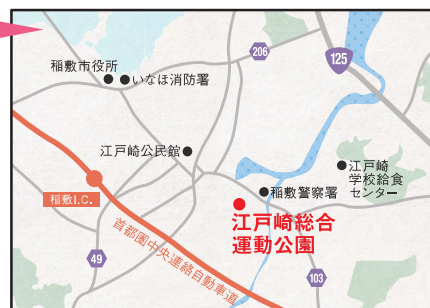 206
125
稲敷市役所
いなほ消防署
江戸崎公民館
江戸崎
学校給食
センター
稲敷警察署
稲敷I.C.
江戸崎総合
運動公園
首都圏中央連絡自動車道
49
103